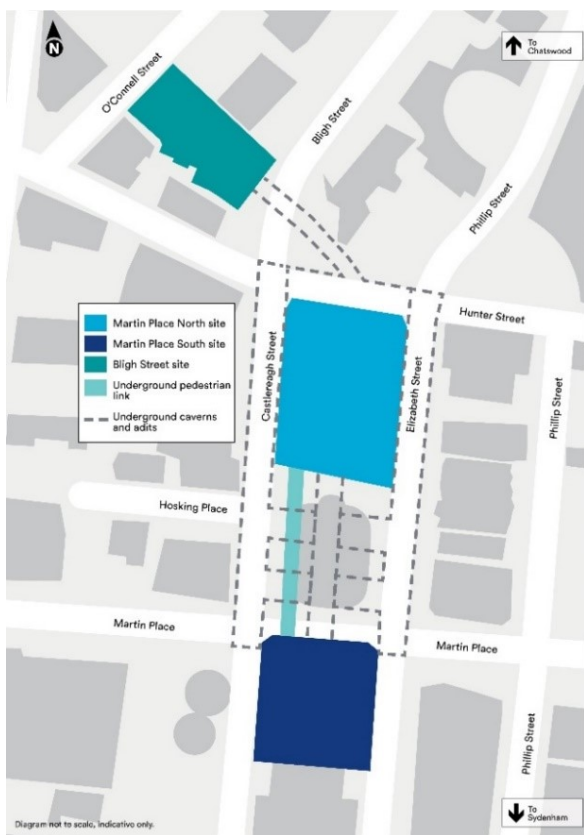 N
To
Chatswood
O'Connell Street
Bligh Street
Phillip Street
Hunter Street
Martin Place North site
Martin Place South site
Bligh Street site
Underground pedestrian
link
Underground caverns
and adits
Castlereagh Street
Elizabeth Street
Phillip Street
Hosking Place
Martin Place
Martin Place
Phillip Street
Diagram not to scale, indicative only.
To
Sydenham